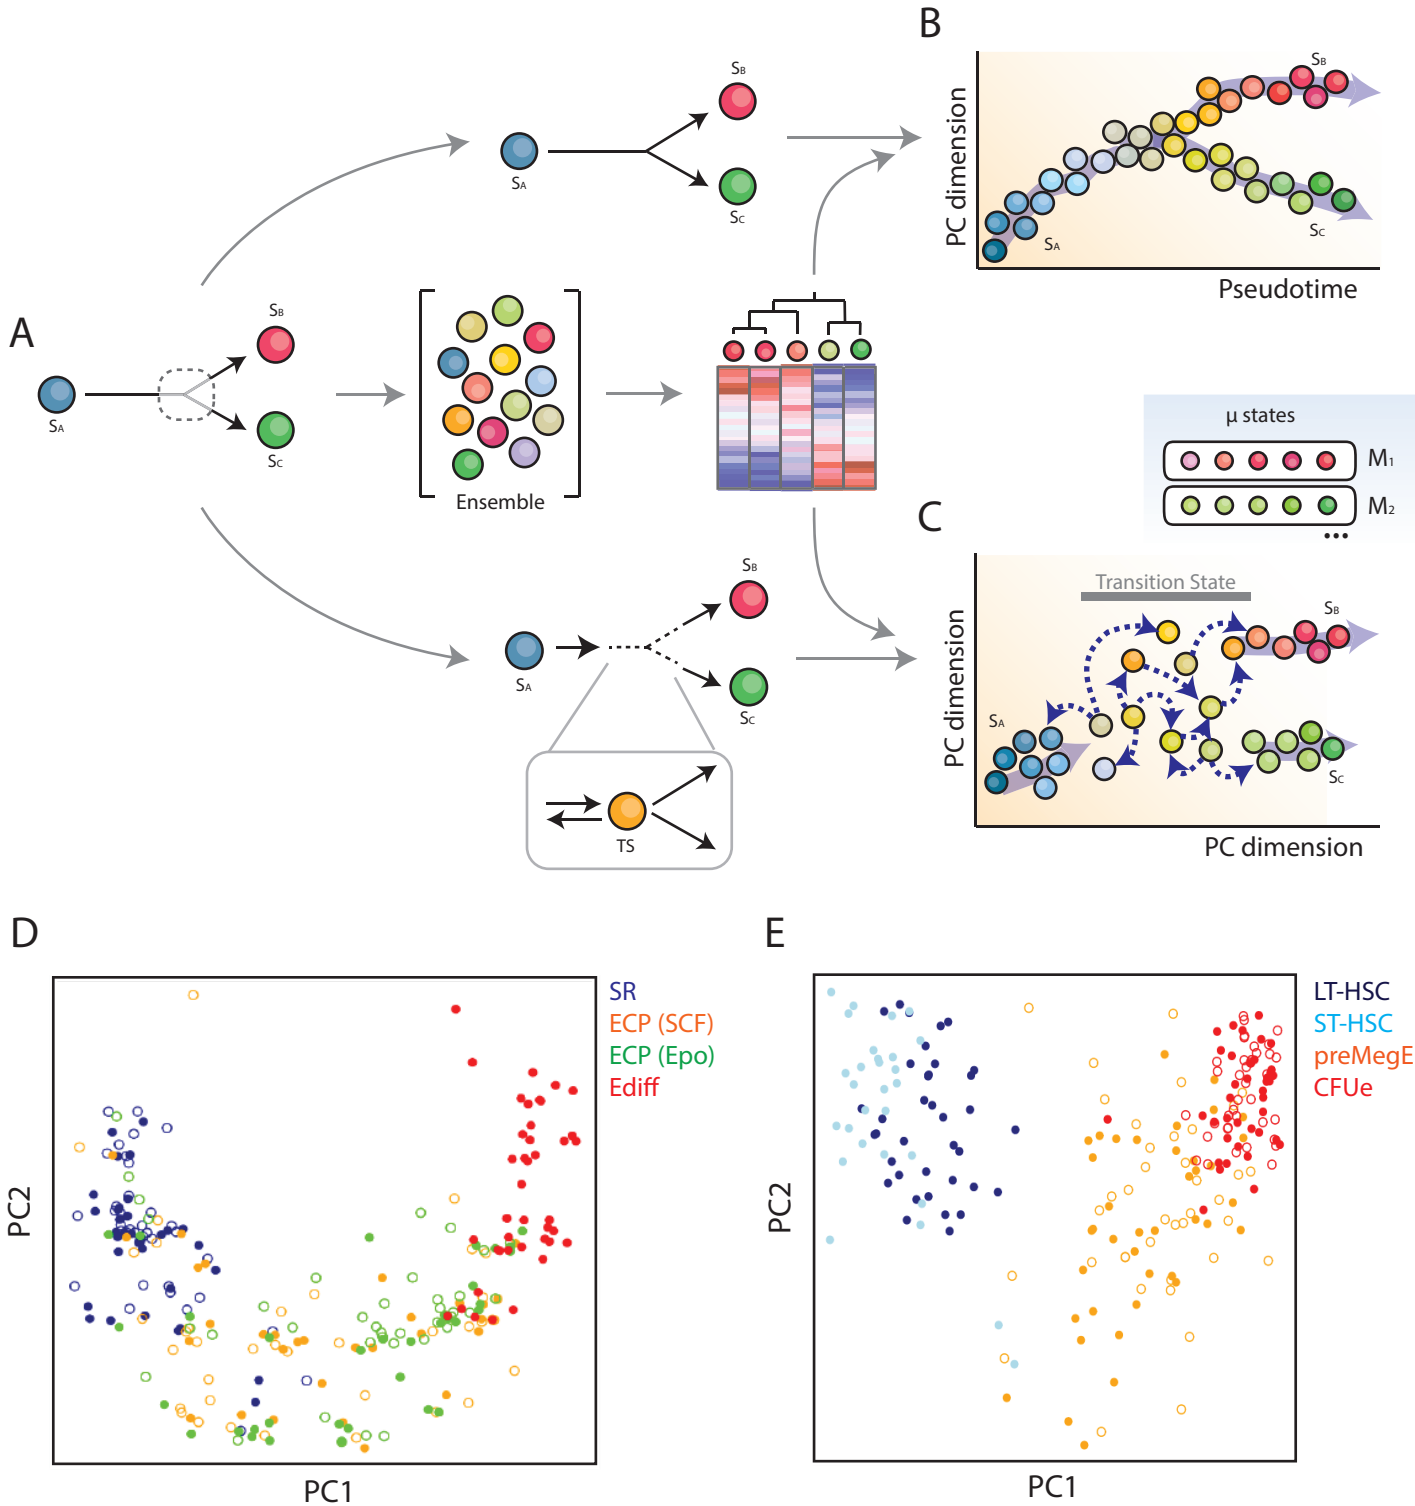 A
SA
SB
SC
SA
SB
SC
Ensemble
B
PC dimension
SB
SA
SC
Pseudotime
µ states
M1
M2
...
SA
SB
SC
TS
C
PC dimension
Transition State
SA
SB
SC
PC dimension
D
PC2
PC1
SR
ECP (SCF)
ECP (Epo)
Ediff
E
PC2
PC1
LT-HSC
ST-HSC
preMegE
CFUe